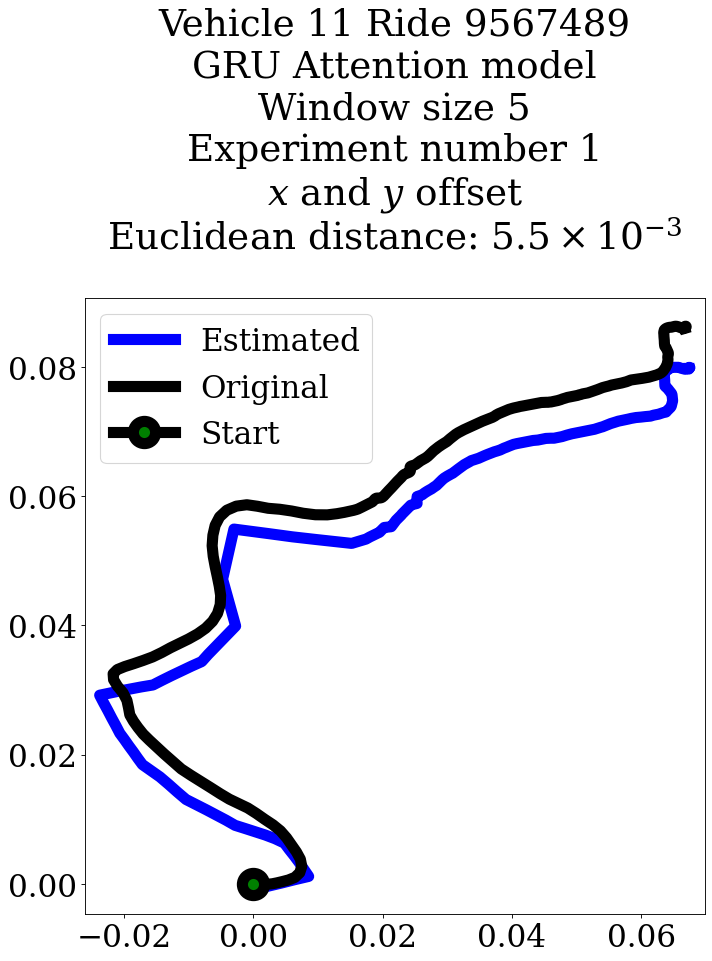 Vehicle 11 Ride 9567489
GRU Attention model
Window size 5
Experiment number 1
x and y offset
Euclidean distance: 5.5 × 10⁻³
Estimated
Original
Start
0.08
0.06
0.04
0.02
0.00
−0.02 0.00 0.02 0.04 0.06